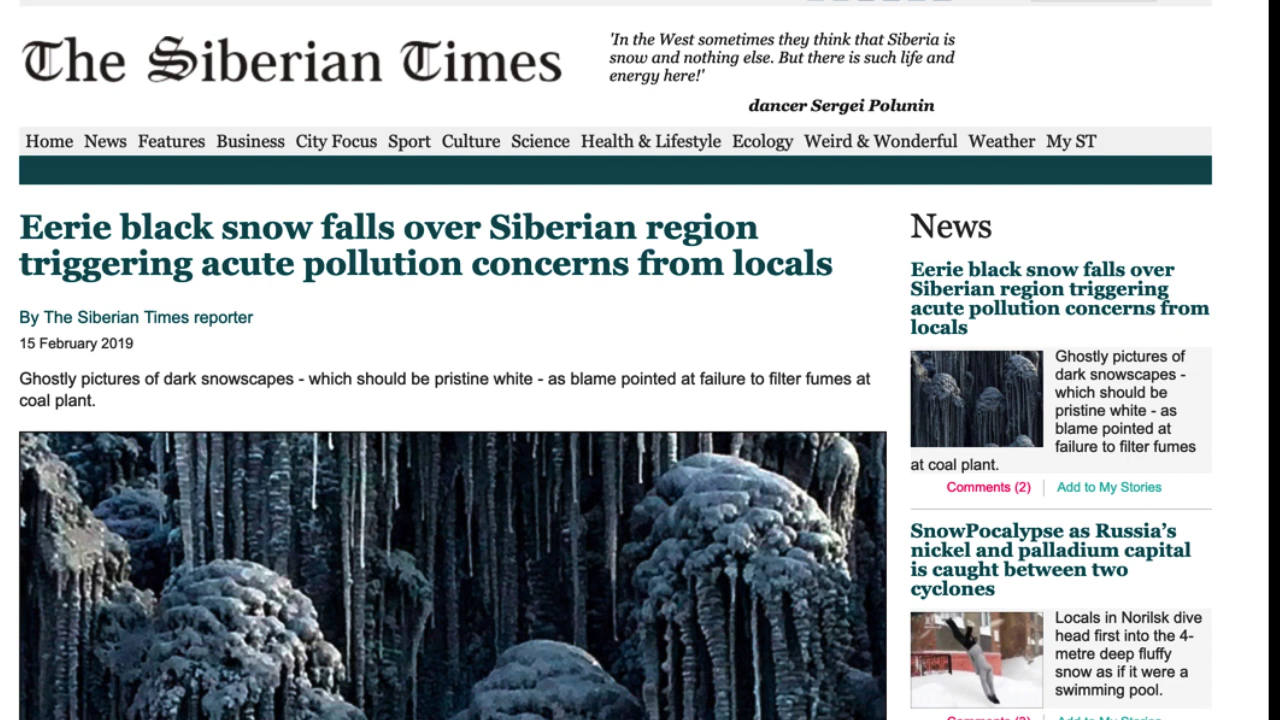 The Siberian Times
'In the West sometimes they think that Siberia is
snow and nothing else. But there is such life and
energy here!'
dancer Sergei Polunin
Home News Features Business City Focus Sport Culture Science Health & Lifestyle Ecology Weird & Wonderful Weather My ST
Eerie black snow falls over Siberian region
triggering acute pollution concerns from locals
By The Siberian Times reporter
15 February 2019
Ghostly pictures of dark snowscapes - which should be pristine white - as blame pointed at failure to filter fumes at
coal plant.
News
Eerie black snow falls over
Siberian region triggering
acute pollution concerns from
locals
Ghostly pictures of
dark snowscapes -
which should be
pristine white - as
blame pointed at
failure to filter fumes
at coal plant.
Comments (2) Add to My Stories
SnowPocalypse as Russia’s
nickel and palladium capital
is caught between two
cyclones
Locals in Norilsk dive
head first into the 4-
metre deep fluffy
snow as if it were a
swimming pool.